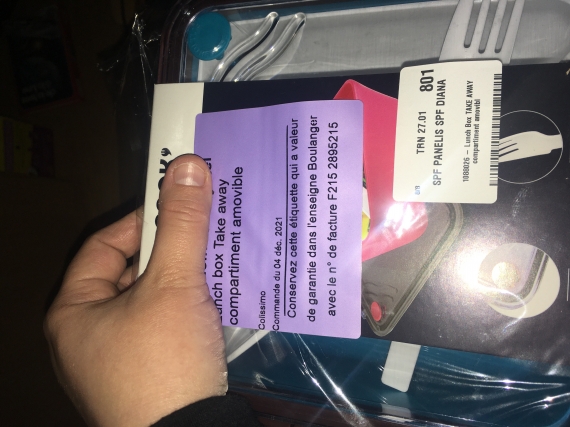 unch box Take away
compartiment amovible
Colissimo
Commande du 04 déc. 2021
Conservez cette étiquette qui a valeur
de garantie dans l'enseigne Boulanger
avec le n° de facture F215 2895215
TRN 27.01 801
SPF PANELIS SPF DIANA
1088026 - Lunch Box TAKE AWAY
compartiment amovibl